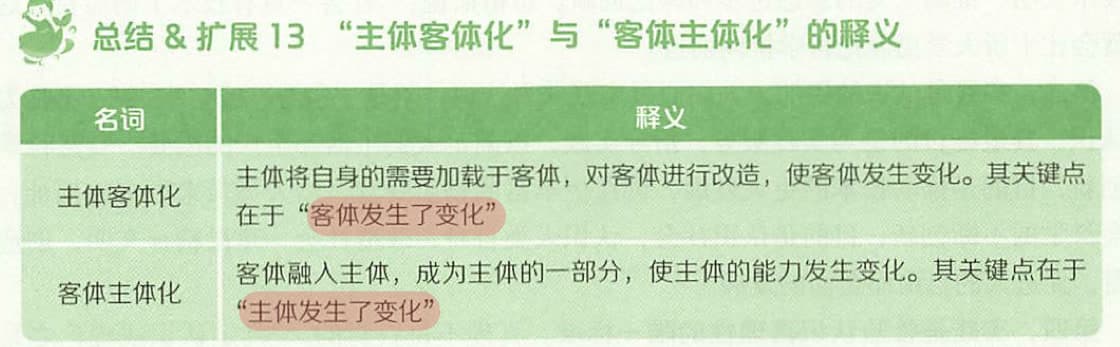 总结 & 扩展 13 “主体客体化” 与 “客体主体化” 的释义
名词
释义
主体客体化
主体将自身的需要加载于客体，对客体进行改造，使客体发生变化。其关键点
在于“客体发生了变化”
客体主体化
客体融入主体，成为主体的一部分，使主体的能力发生变化。其关键点在于
“主体发生了变化”